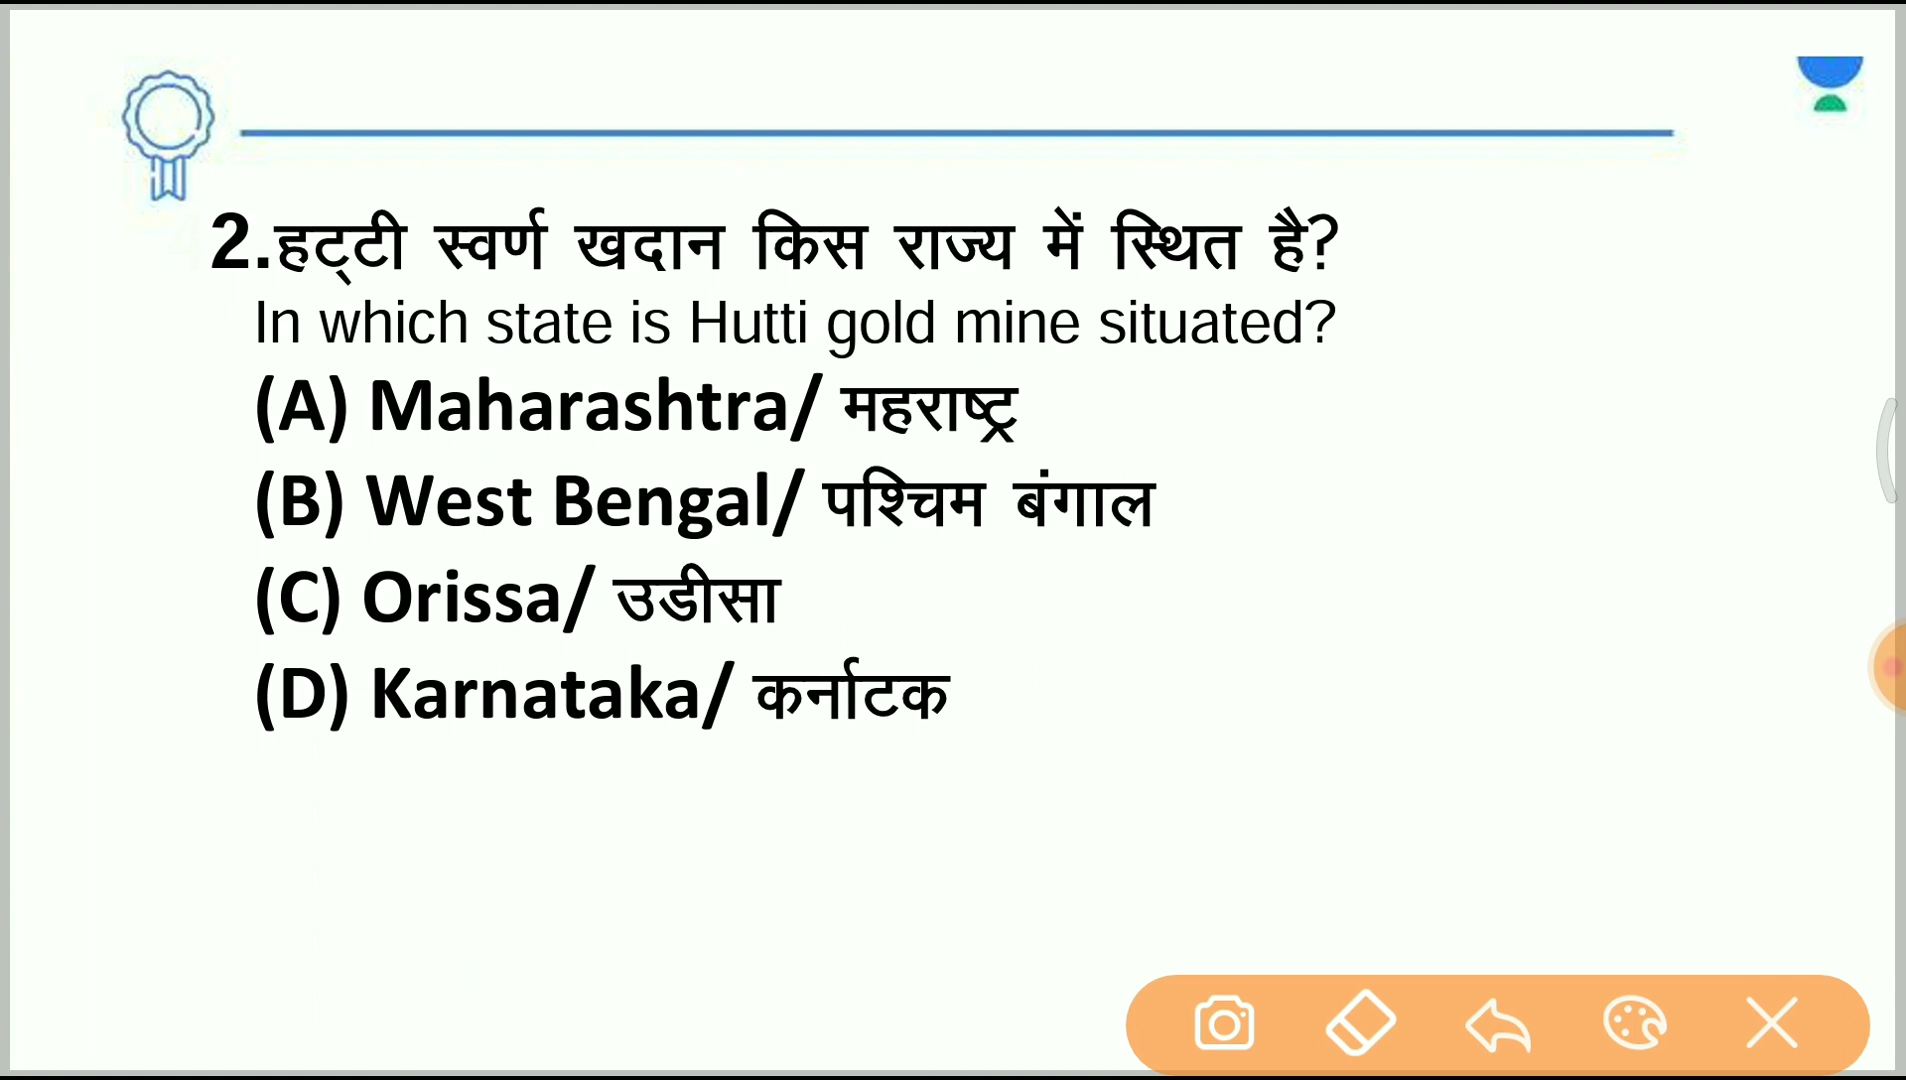 2.हट्टी स्वर्ण खदान किस राज्य में स्थित है?
In which state is Hutti gold mine situated?
(A) Maharashtra/ महराष्ट्र
(B) West Bengal/ पश्चिम बंगाल
(C) Orissa/ उडीसा
(D) Karnataka/ कर्नाटक